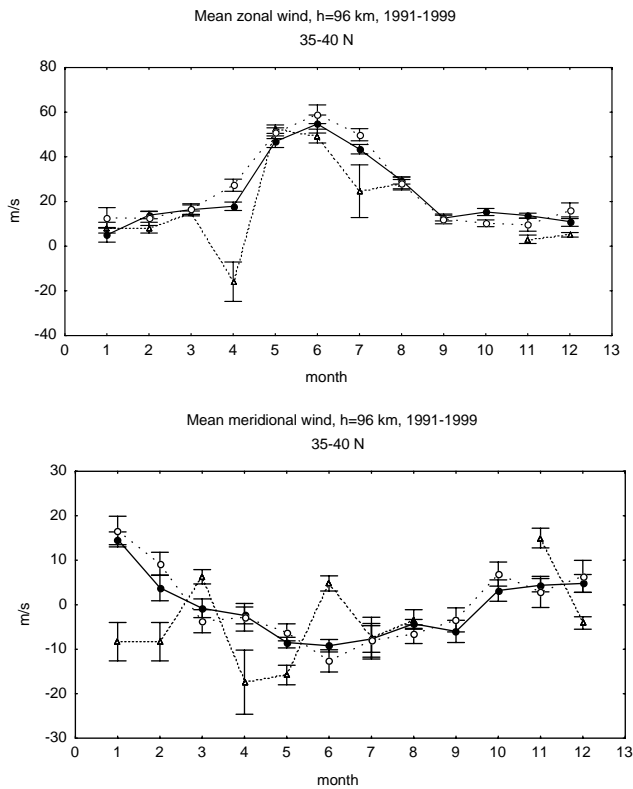 Mean zonal wind, h=96 km, 1991-1999
35-40 N
80
60
40
20
0
-20
-40
m/s
0 1 2 3 4 5 6 7 8 9 10 11 12 13
month
Mean meridional wind, h=96 km, 1991-1999
35-40 N
30
20
10
0
-10
-20
-30
m/s
0 1 2 3 4 5 6 7 8 9 10 11 12 13
month